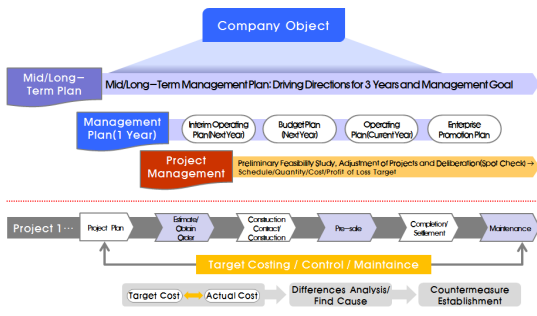 Company Object
Mid/Long-
Term Plan
Mid/Long-Term Management Plan: Driving Directions for 3 Years and Management Goal
Management
Plan(1 Year)
Interim Operating
Plan(Next Year)
Budget Plan
(Next Year)
Operating
Plan(Current Year)
Enterprise
Promotion Plan
Project
Management
Preliminary Feasibility Study, Adjustment of Projects and Deliberation(Spot Check) →
Schedule/Quantity/Cost/Profit of Loss Target
Project 1⋯
Project Plan
Estimate/
Obtain
Order
Construction
Contract/
Construction
Pre-sale
Completion/
Settlement
Maintenance
Target Costing / Control / Maintaince
Target Cost
Actual Cost
Differences Analysis/
Find Cause
Countermeasure
Establishment